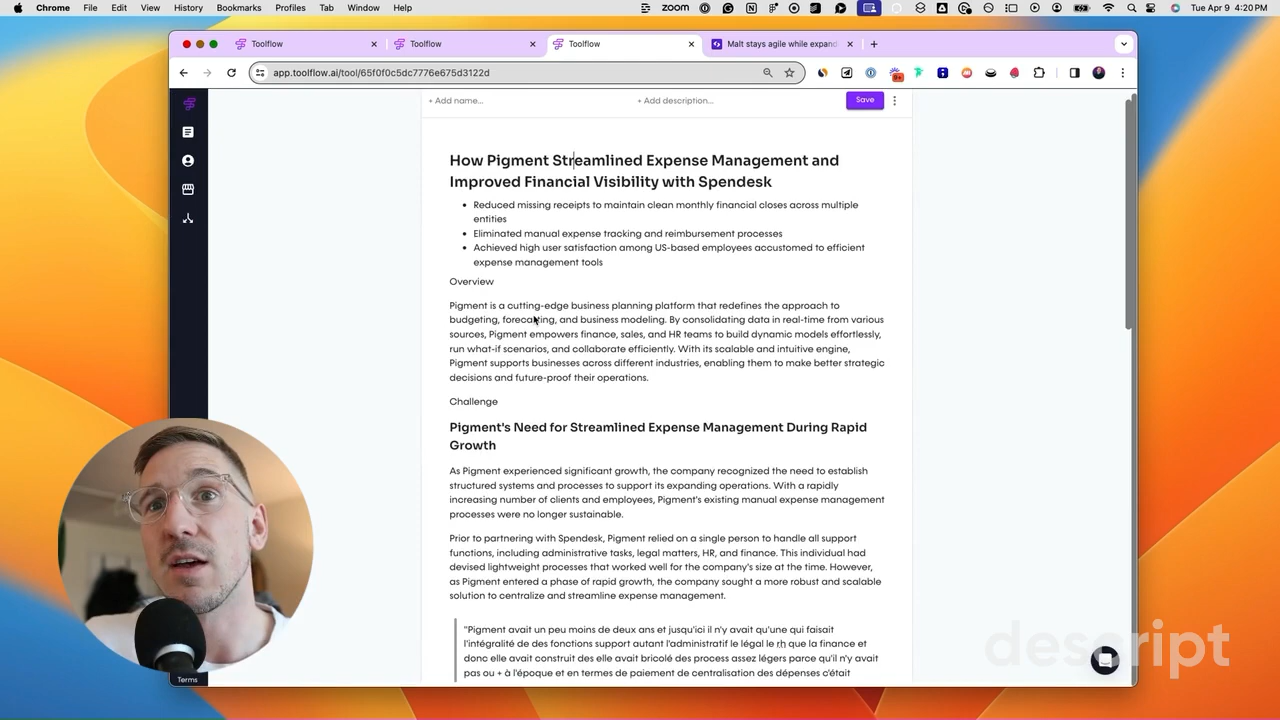 Chrome File Edit View History Bookmarks Profiles Tab Window Help
zoom
Tue Apr 9 4:20 PM
Toolflow
Toolflow
Toolflow
Malt stays agile while expand
app.toolflow.ai/tool/65f0f0c5dc7776e675d3122d
+ Add name...
+ Add description...
Save
How Pigment Streamlined Expense Management and
Improved Financial Visibility with Spendesk
• Reduced missing receipts to maintain clean monthly financial closes across multiple
entities
• Eliminated manual expense tracking and reimbursement processes
• Achieved high user satisfaction among US-based employees accustomed to efficient
expense management tools
Overview
Pigment is a cutting-edge business planning platform that redefines the approach to
budgeting, forecasting, and business modeling. By consolidating data in real-time from various
sources, Pigment empowers finance, sales, and HR teams to build dynamic models effortlessly,
run what-if scenarios, and collaborate efficiently. With its scalable and intuitive engine,
Pigment supports businesses across different industries, enabling them to make better strategic
decisions and future-proof their operations.
Challenge
Pigment's Need for Streamlined Expense Management During Rapid
Growth
As Pigment experienced significant growth, the company recognized the need to establish
structured systems and processes to support its expanding operations. With a rapidly
increasing number of clients and employees, Pigment's existing manual expense management
processes were no longer sustainable.
Prior to partnering with Spendesk, Pigment relied on a single person to handle all support
functions, including administrative tasks, legal matters, HR, and finance. This individual had
devised lightweight processes that worked well for the company's size at the time. However,
as Pigment entered a phase of rapid growth, the company sought a more robust and scalable
solution to centralize and streamline expense management.
"Pigment avait un peu moins de deux ans et jusqu'ici il n'y avait qu'une qui faisait
l'intégralité de des fonctions support autant l'administratif le légal le rh que la finance et
donc elle avait construit des elle avait bricolé des process assez légers parce qu'il n'y avait
pas ou + à l'époque et en termes de paiement de centralisation des dépenses c'était
Terms
descript